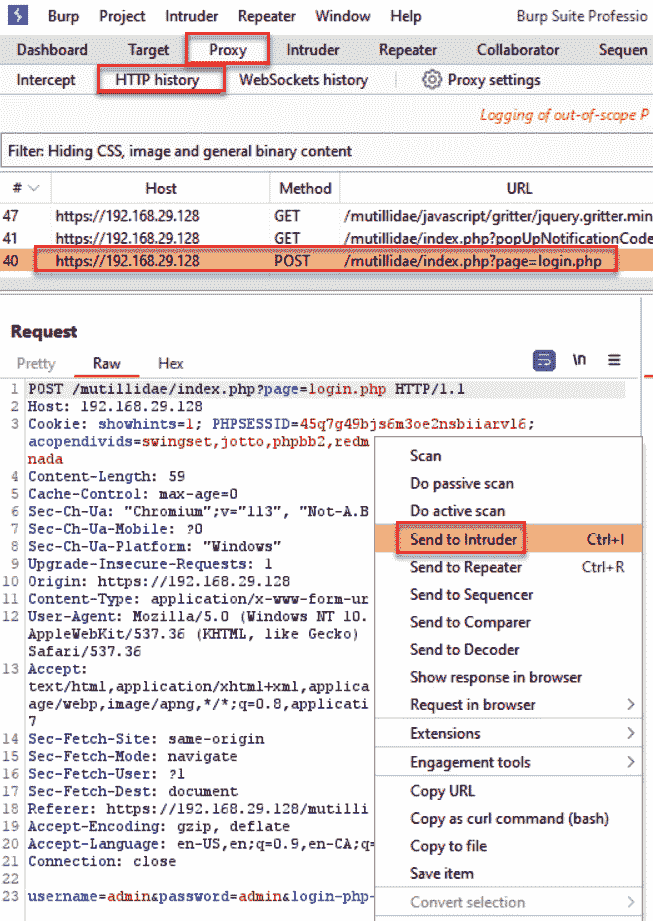 Burp Project Intruder Repeater Window Help Burp Suite Professio
Dashboard Target Proxy Intruder Repeater Collaborator Sequen
Intercept HTTP history WebSockets history Proxy settings
Logging of out-of-scope P
Filter: Hiding CSS, image and general binary content
# Host Method URL
47 https://192.168.29.128 GET /mutillidae/javascript/gritter/jquery.gritter.min
41 https://192.168.29.128 GET /mutillidae/index.php?popUpNotificationCode
40 https://192.168.29.128 POST /mutillidae/index.php?page=login.php
Request
Pretty Raw Hex \n
1 POST /mutillidae/index.php?page=login.php HTTP/1.1
2 Host: 192.168.29.128
3 Cookie: showhints=1; PHPSESSID=45q7g49bjs6m3oe2nsbiiarvl6;
acopendivids=swingset,jotto,phpbb2,redm
nada
4 Content-Length: 59
5 Cache-Control: max-age=0
6 Sec-Ch-Ua: "Chromium";v="113", "Not-A.B
7 Sec-Ch-Ua-Mobile: ?0
8 Sec-Ch-Ua-Platform: "Windows"
9 Upgrade-Insecure-Requests: 1
10 Origin: https://192.168.29.128
11 Content-Type: application/x-www-form-ur
12 User-Agent: Mozilla/5.0 (Windows NT 10.
AppleWebKit/537.36 (KHTML, like Gecko)
Safari/537.36
13 Accept:
text/html,application/xhtml+xml,applica
age/webp,image/apng,*/*;q=0.8,applicati
7
14 Sec-Fetch-Site: same-origin
15 Sec-Fetch-Mode: navigate
16 Sec-Fetch-User: ?1
17 Sec-Fetch-Dest: document
18 Referer: https://192.168.29.128/mutilli
19 Accept-Encoding: gzip, deflate
20 Accept-Language: en-US,en;q=0.9,en-CA;q=
21 Connection: close
22
23 username=admin&password=admin&login-php-
Scan
Do passive scan
Do active scan
Send to Intruder Ctrl+I
Send to Repeater Ctrl+R
Send to Sequencer
Send to Comparer
Send to Decoder
Show response in browser
Request in browser
Extensions
Engagement tools
Copy URL
Copy as curl command (bash)
Copy to file
Save item
Convert selection